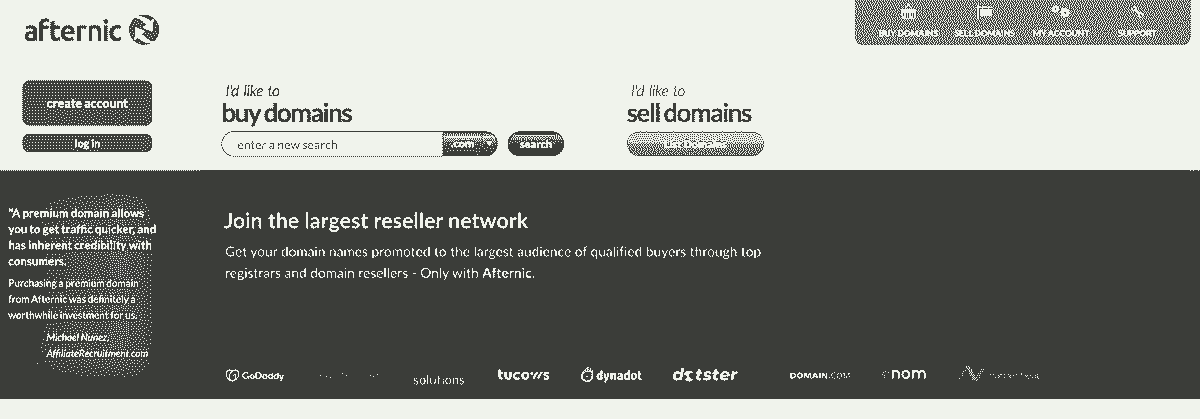 afternic
BUY DOMAINS SELL DOMAINS MY ACCOUNT SUPPORT
create account
log in
I'd like to
buy domains
enter a new search .com search
I'd like to
sell domains
List Domains
"A premium domain allows
you to get traffic quicker, and
has inherent credibility with
consumers.
Purchasing a premium domain
from Afternic was definitely a
worthwhile investment for us.
Michael Nunez,
AffiliateRecruitment.com
Join the largest reseller network
Get your domain names promoted to the largest audience of qualified buyers through top
registrars and domain resellers - Only with Afternic.
GoDaddy solutions tucows dynadot dotster DOMAIN.COM enom